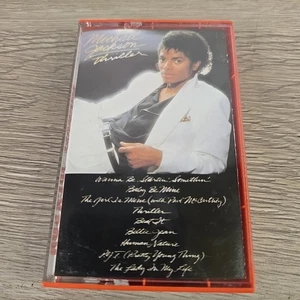 Michael
Jackson
Thriller
Wanna Be Startin' Somethin'
Baby Be Mine
The Girl Is Mine (with Paul McCartney)
Thriller
Beat It
Billie Jean
Human Nature
P.Y.T. (Pretty Young Thing)
The Lady In My Life